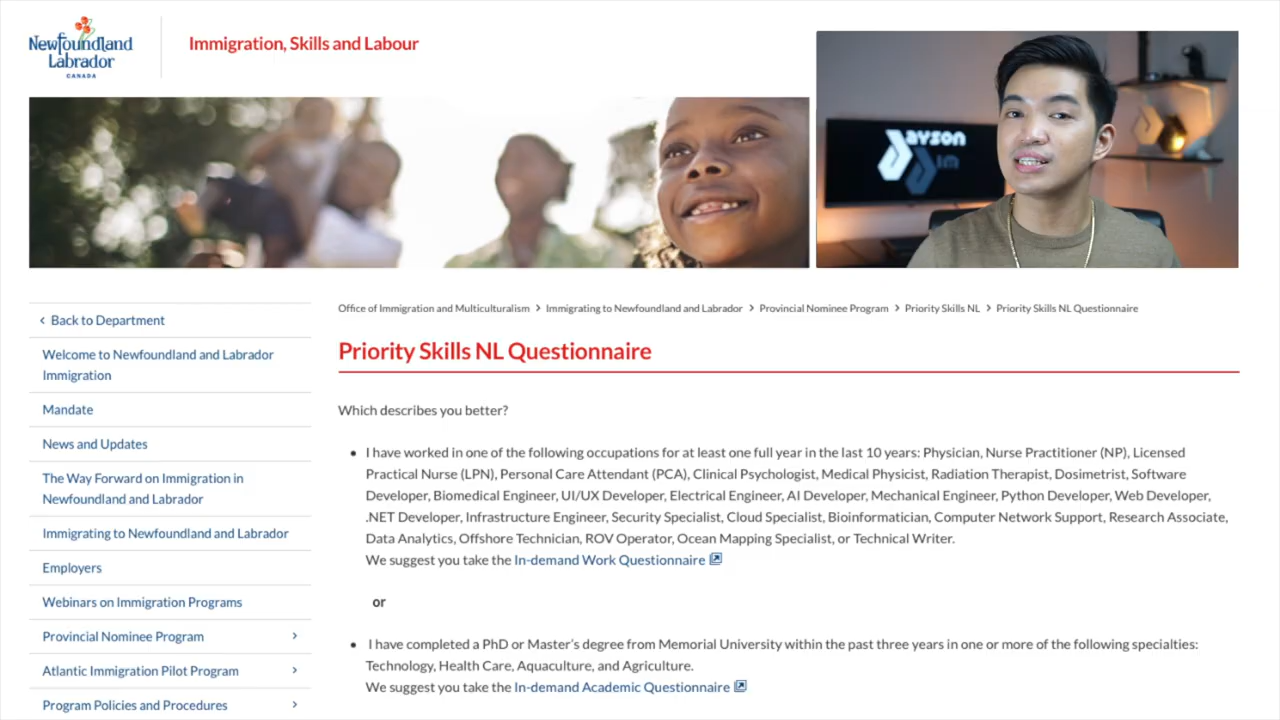 Newfoundland
Labrador
CANADA
Immigration, Skills and Labour
JAYSON
IM
Back to Department
Welcome to Newfoundland and Labrador
Immigration
Mandate
News and Updates
The Way Forward on Immigration in
Newfoundland and Labrador
Immigrating to Newfoundland and Labrador
Employers
Webinars on Immigration Programs
Provincial Nominee Program
Atlantic Immigration Pilot Program
Program Policies and Procedures
Office of Immigration and Multiculturalism > Immigrating to Newfoundland and Labrador > Provincial Nominee Program > Priority Skills NL > Priority Skills NL Questionnaire
Priority Skills NL Questionnaire
Which describes you better?
• I have worked in one of the following occupations for at least one full year in the last 10 years: Physician, Nurse Practitioner (NP), Licensed
Practical Nurse (LPN), Personal Care Attendant (PCA), Clinical Psychologist, Medical Physicist, Radiation Therapist, Dosimetrist, Software
Developer, Biomedical Engineer, UI/UX Developer, Electrical Engineer, AI Developer, Mechanical Engineer, Python Developer, Web Developer,
.NET Developer, Infrastructure Engineer, Security Specialist, Cloud Specialist, Bioinformatician, Computer Network Support, Research Associate,
Data Analytics, Offshore Technician, ROV Operator, Ocean Mapping Specialist, or Technical Writer.
We suggest you take the In-demand Work Questionnaire
or
• I have completed a PhD or Master's degree from Memorial University within the past three years in one or more of the following specialties:
Technology, Health Care, Aquaculture, and Agriculture.
We suggest you take the In-demand Academic Questionnaire